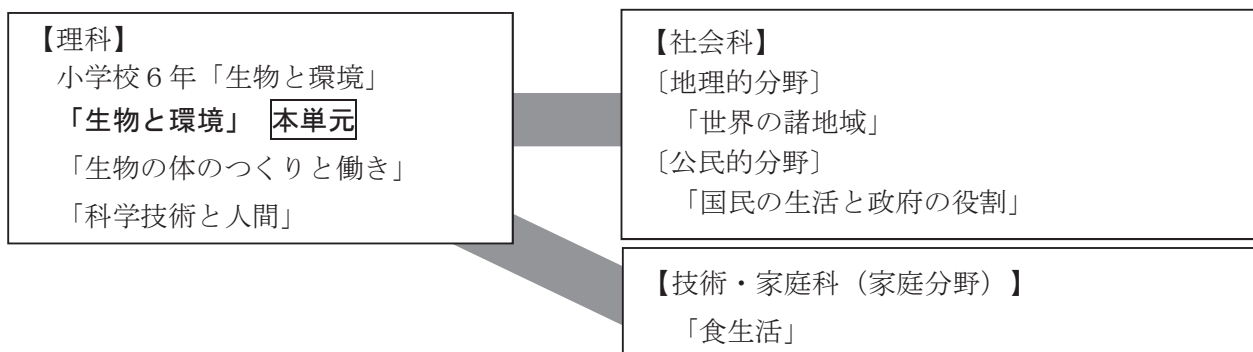 【理科】
小学校６年「生物と環境」
「生物と環境」 本単元
「生物の体のつくりと働き」
「科学技術と人間」
【社会科】
〔地理的分野〕
「世界の諸地域」
〔公民的分野〕
「国民の生活と政府の役割」
【技術・家庭科（家庭分野）】
「食生活」